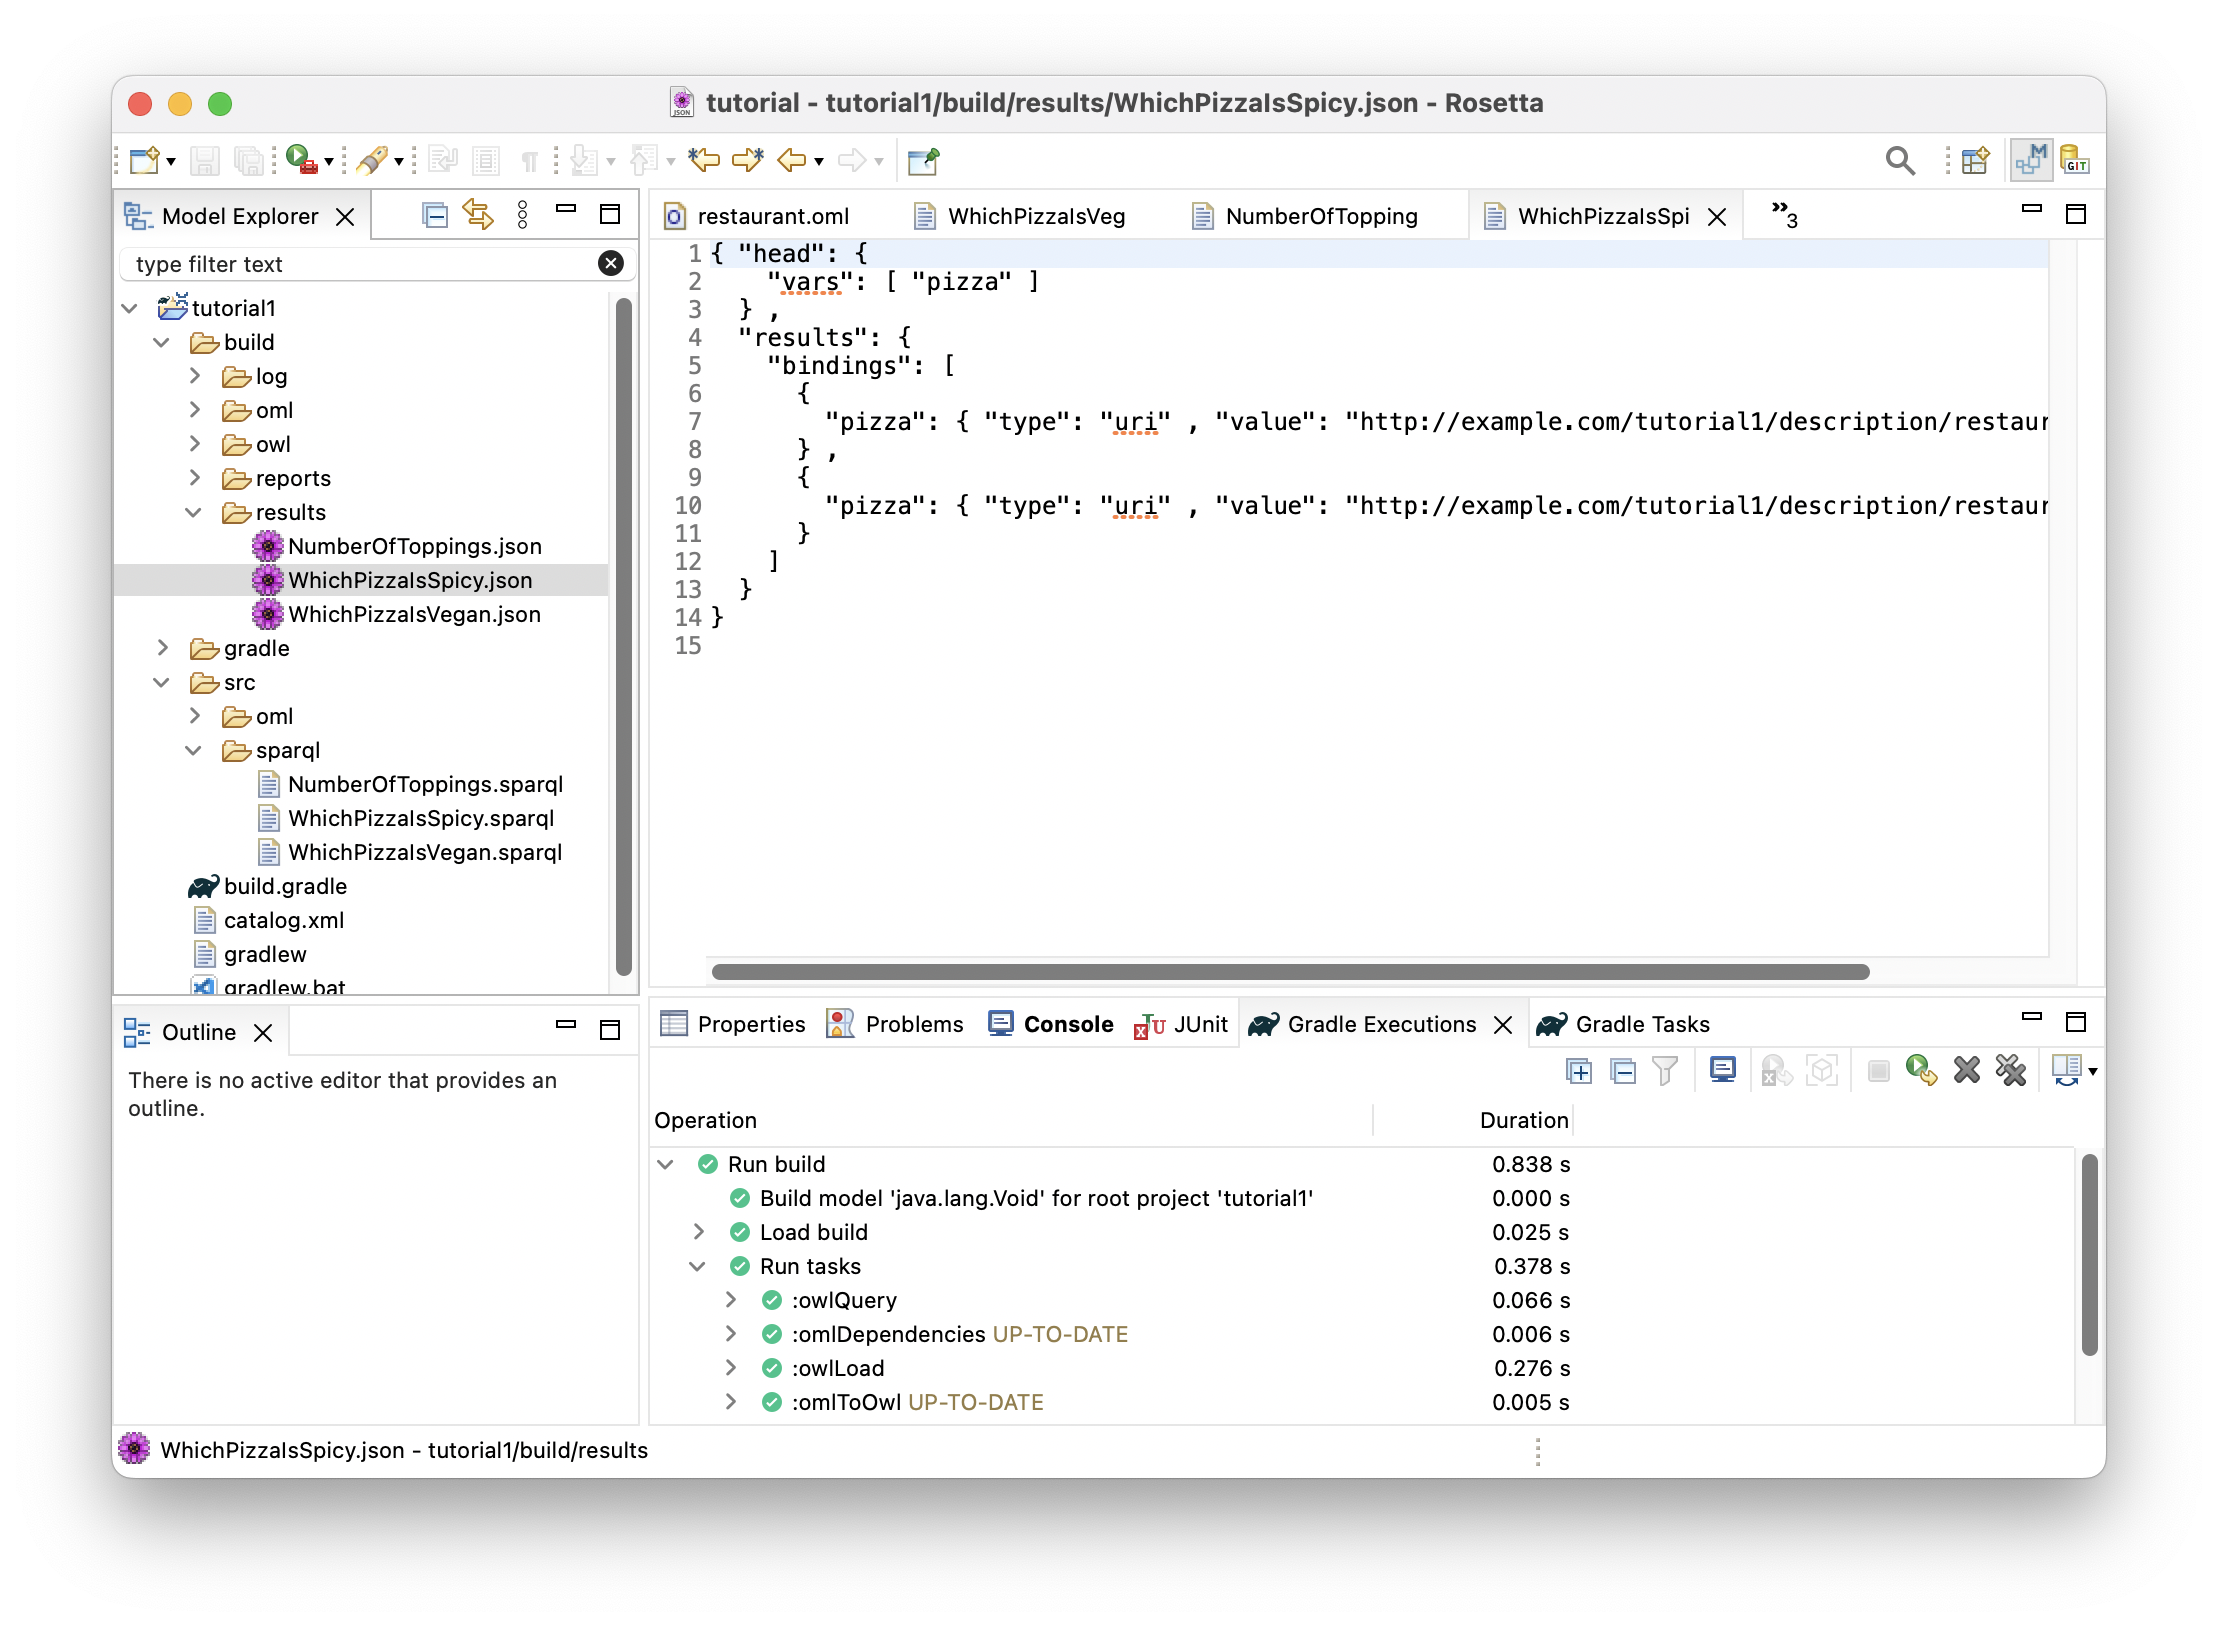 tutorial - tutorial1/build/results/WhichPizzaIsSpicy.json - Rosetta
Model Explorer
type filter text
tutorial1
build
log
oml
owl
reports
results
NumberOfToppings.json
WhichPizzaIsSpicy.json
WhichPizzaIsVegan.json
gradle
src
oml
sparql
NumberOfToppings.sparql
WhichPizzaIsSpicy.sparql
WhichPizzaIsVegan.sparql
build.gradle
catalog.xml
gradlew
gradlew.bat
Outline
There is no active editor that provides an
outline.
restaurant.oml WhichPizzaIsVeg NumberOfTopping WhichPizzaIsSpi »3
1 { "head": {
2 "vars": [ "pizza" ]
3 } ,
4 "results": {
5 "bindings": [
6 {
7 "pizza": { "type": "uri" , "value": "http://example.com/tutorial1/description/restaur
8 } ,
9 {
10 "pizza": { "type": "uri" , "value": "http://example.com/tutorial1/description/restaur
11 }
12 ]
13 }
14 }
15
Properties Problems Console JUnit Gradle Executions Gradle Tasks
Operation Duration
Run build 0.838 s
Build model 'java.lang.Void' for root project 'tutorial1' 0.000 s
Load build 0.025 s
Run tasks 0.378 s
:owlQuery 0.066 s
:omlDependencies UP-TO-DATE 0.006 s
:owlLoad 0.276 s
:omlToOwl UP-TO-DATE 0.005 s
WhichPizzaIsSpicy.json - tutorial1/build/results